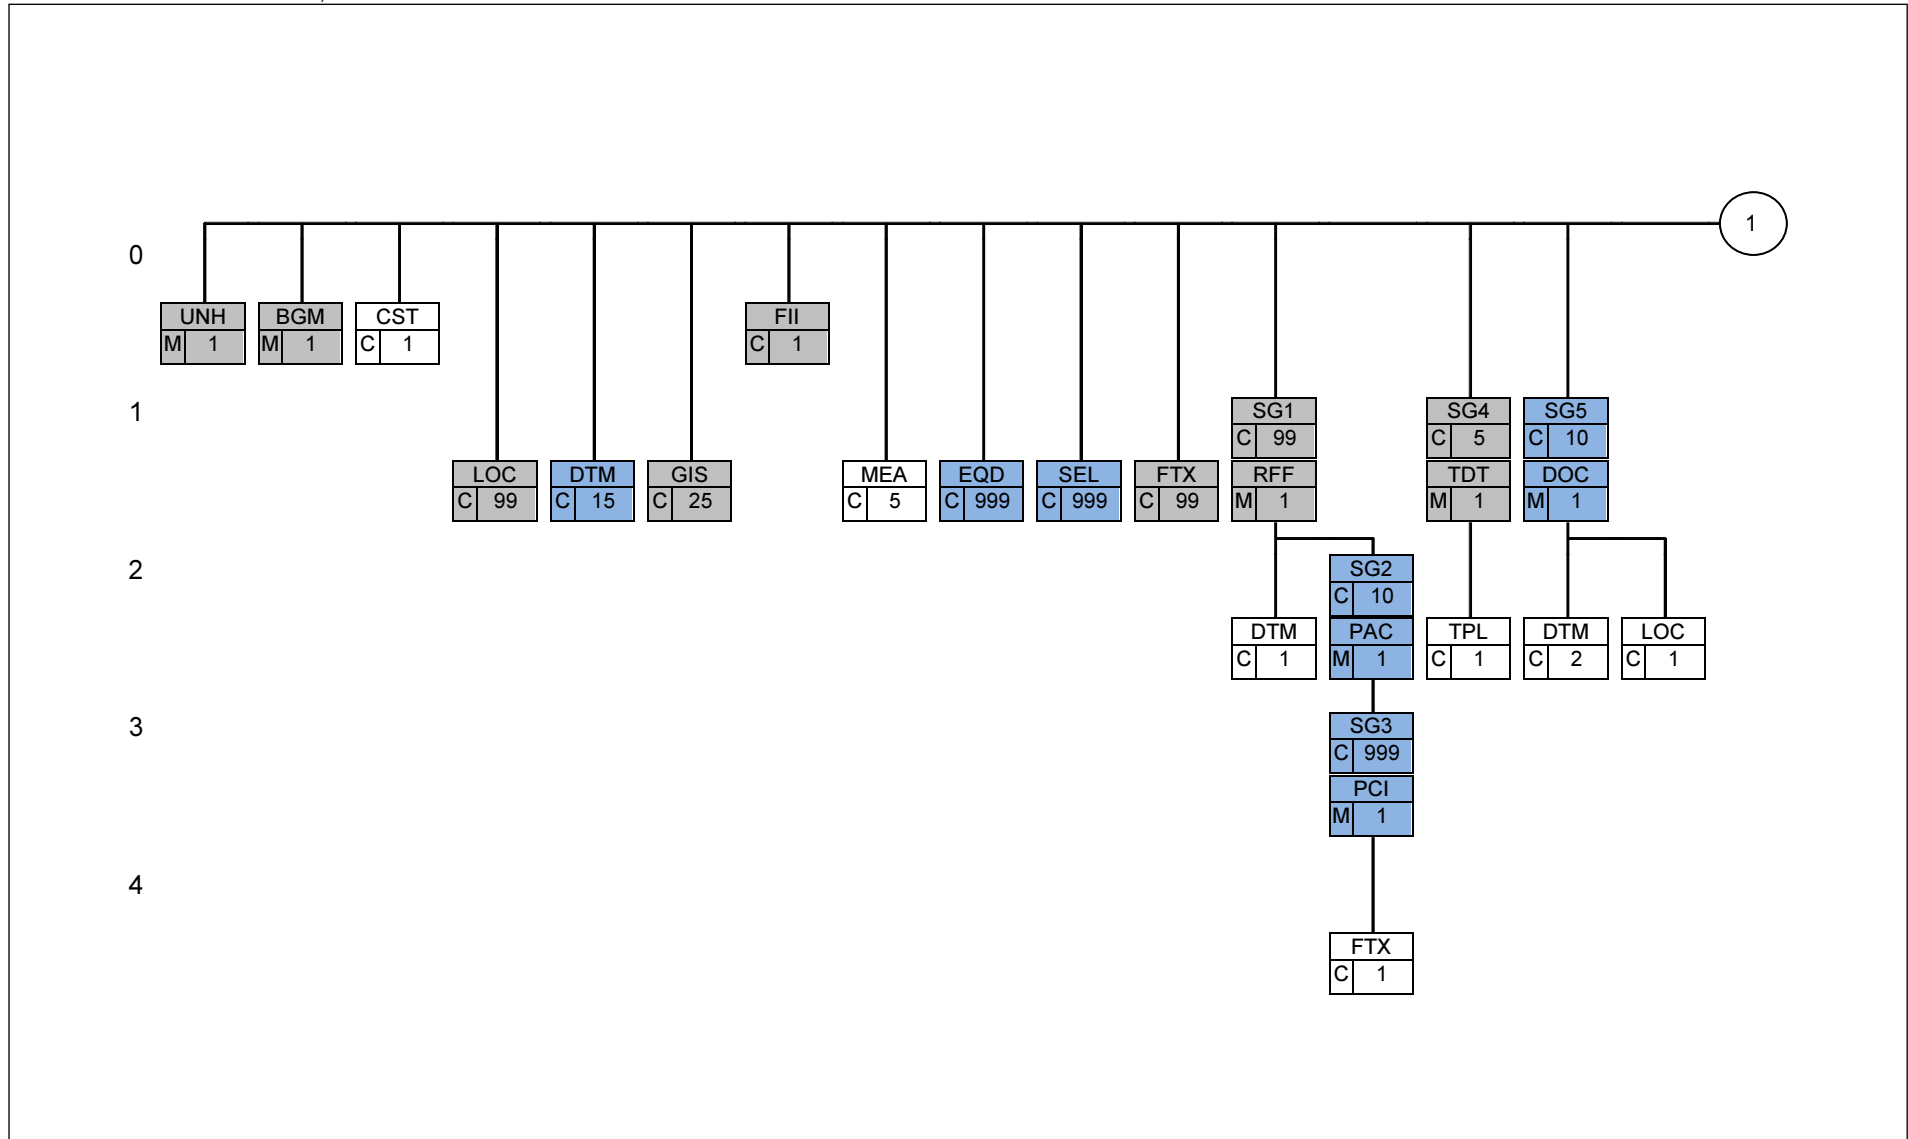 1
0
UNH BGM CST FII
M 1 M 1 C 1 C 1
1
SG1 SG4 SG5
C 99 C 5 C 10
LOC DTM GIS MEA EQD SEL FTX RFF TDT DOC
C 99 C 15 C 25 C 5 C 999 C 999 C 99 M 1 M 1 M 1
2
SG2
C 10
DTM PAC TPL DTM LOC
C 1 M 1 C 1 C 2 C 1
3
SG3
C 999
PCI
M 1
4
FTX
C 1